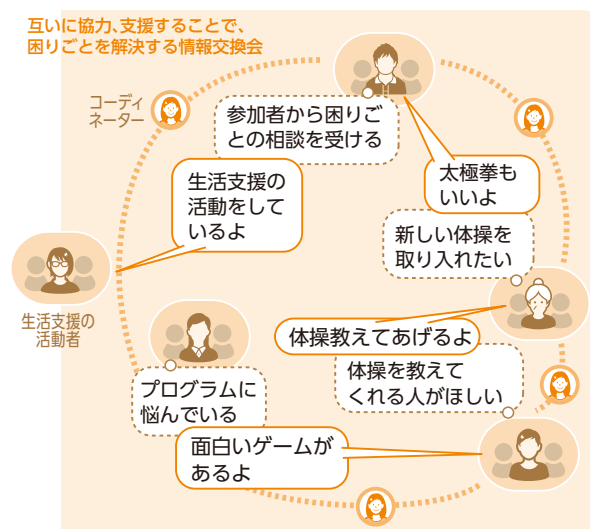 互いに協力、支援することで、
困りごとを解決する情報交換会
コーディ
ネーター
参加者から困りご
との相談を受ける
太極拳も
いいよ
生活支援の
活動をして
いるよ
新しい体操を
取り入れたい
生活支援の
活動者
体操教えてあげるよ
体操を教えて
くれる人がほしい
プログラムに
悩んでいる
面白いゲームが
あるよ